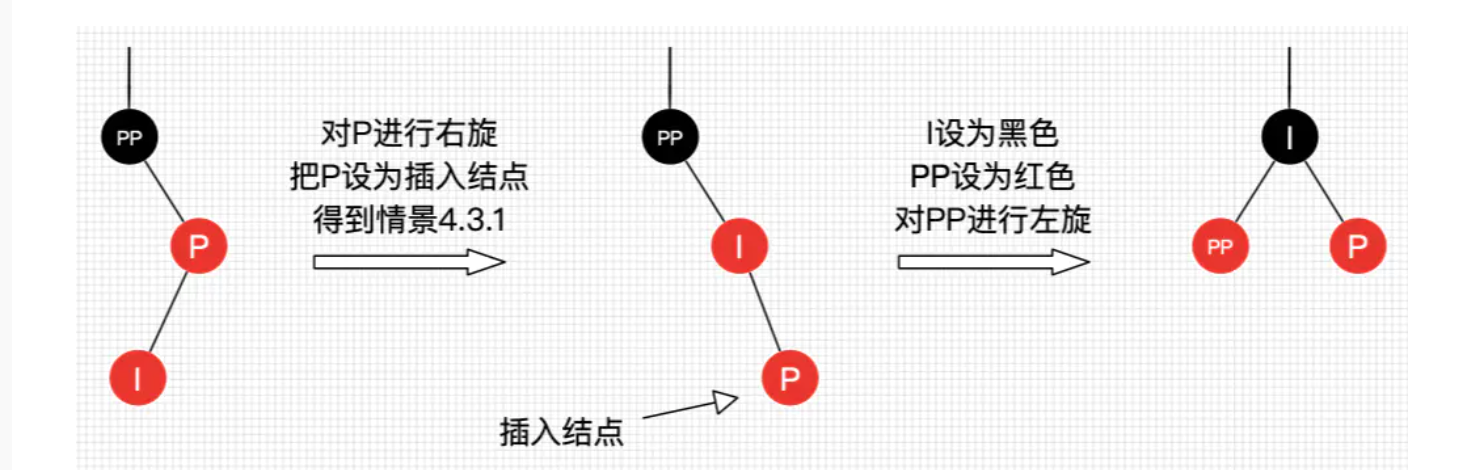 PP
P
I
对P进行右旋
把P设为插入结点
得到情景4.3.1
PP
I
P
插入结点
I设为黑色
PP设为红色
对PP进行左旋
I
PP
P